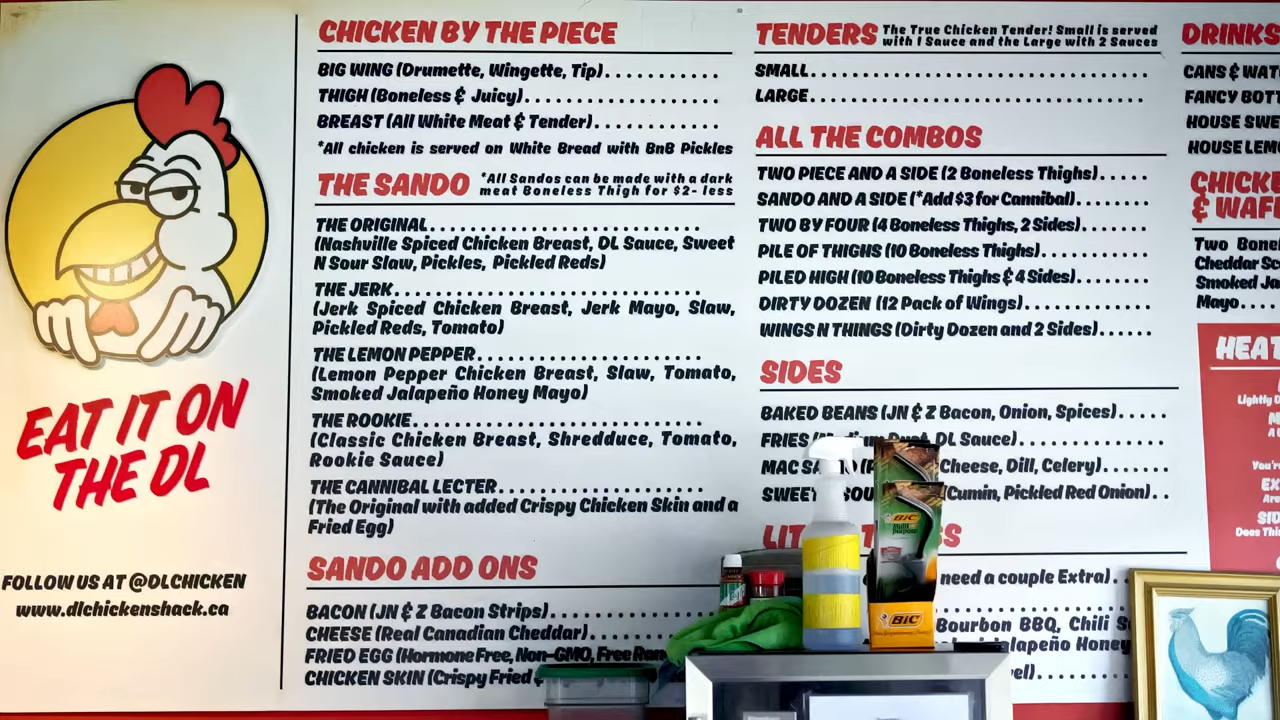 EAT IT ON
THE DL
FOLLOW US AT @DLCHICKEN
www.dlchickenshack.ca
CHICKEN BY THE PIECE
BIG WING (Drumette, Wingette, Tip)
THIGH (Boneless & Juicy)
BREAST (All White Meat & Tender)
*All chicken is served on White Bread with BnB Pickles
THE SANDO *All Sandos can be made with a dark
meat Boneless Thigh for $2- less
THE ORIGINAL
(Nashville Spiced Chicken Breast, DL Sauce, Sweet
N Sour Slaw, Pickles, Pickled Reds)
THE JERK
(Jerk Spiced Chicken Breast, Jerk Mayo, Slaw,
Pickled Reds, Tomato)
THE LEMON PEPPER
(Lemon Pepper Chicken Breast, Slaw, Tomato,
Smoked Jalapeño Honey Mayo)
THE ROOKIE
(Classic Chicken Breast, Shredduce, Tomato,
Rookie Sauce)
THE CANNIBAL LECTER
(The Original with added Crispy Chicken Skin and a
Fried Egg)
SANDO ADD ONS
BACON (JN & Z Bacon Strips)
CHEESE (Real Canadian Cheddar)
FRIED EGG (Hormone Free, Non-GMO, Free
CHICKEN SKIN (Crispy Fried
TENDERS The True Chicken Tender! Small is served
with 1 Sauce and the Large with 2 Sauces
SMALL
LARGE
ALL THE COMBOS
TWO PIECE AND A SIDE (2 Boneless Thighs)
SANDO AND A SIDE (*Add $3 for Cannibal)
TWO BY FOUR (4 Boneless Thighs, 2 Sides)
PILE OF THIGHS (10 Boneless Thighs)
PILED HIGH (10 Boneless Thighs & 4 Sides)
DIRTY DOZEN (12 Pack of Wings)
WINGS N THINGS (Dirty Dozen and 2 Sides)
SIDES
BAKED BEANS (JN & Z Bacon, Onion, Spices)
FRIES DL Sauce)
MAC Cheese, Dill, Celery)
SWEET (Cumin, Pickled Red Onion)
need a couple Extra)
Bourbon BBQ, Chili
Honey
BIC
BIC
DRINKS
CANS &
FANCY
HOUSE
HOUSE
& 
Two
Cheddar
Smoked
Mayo
Lightly